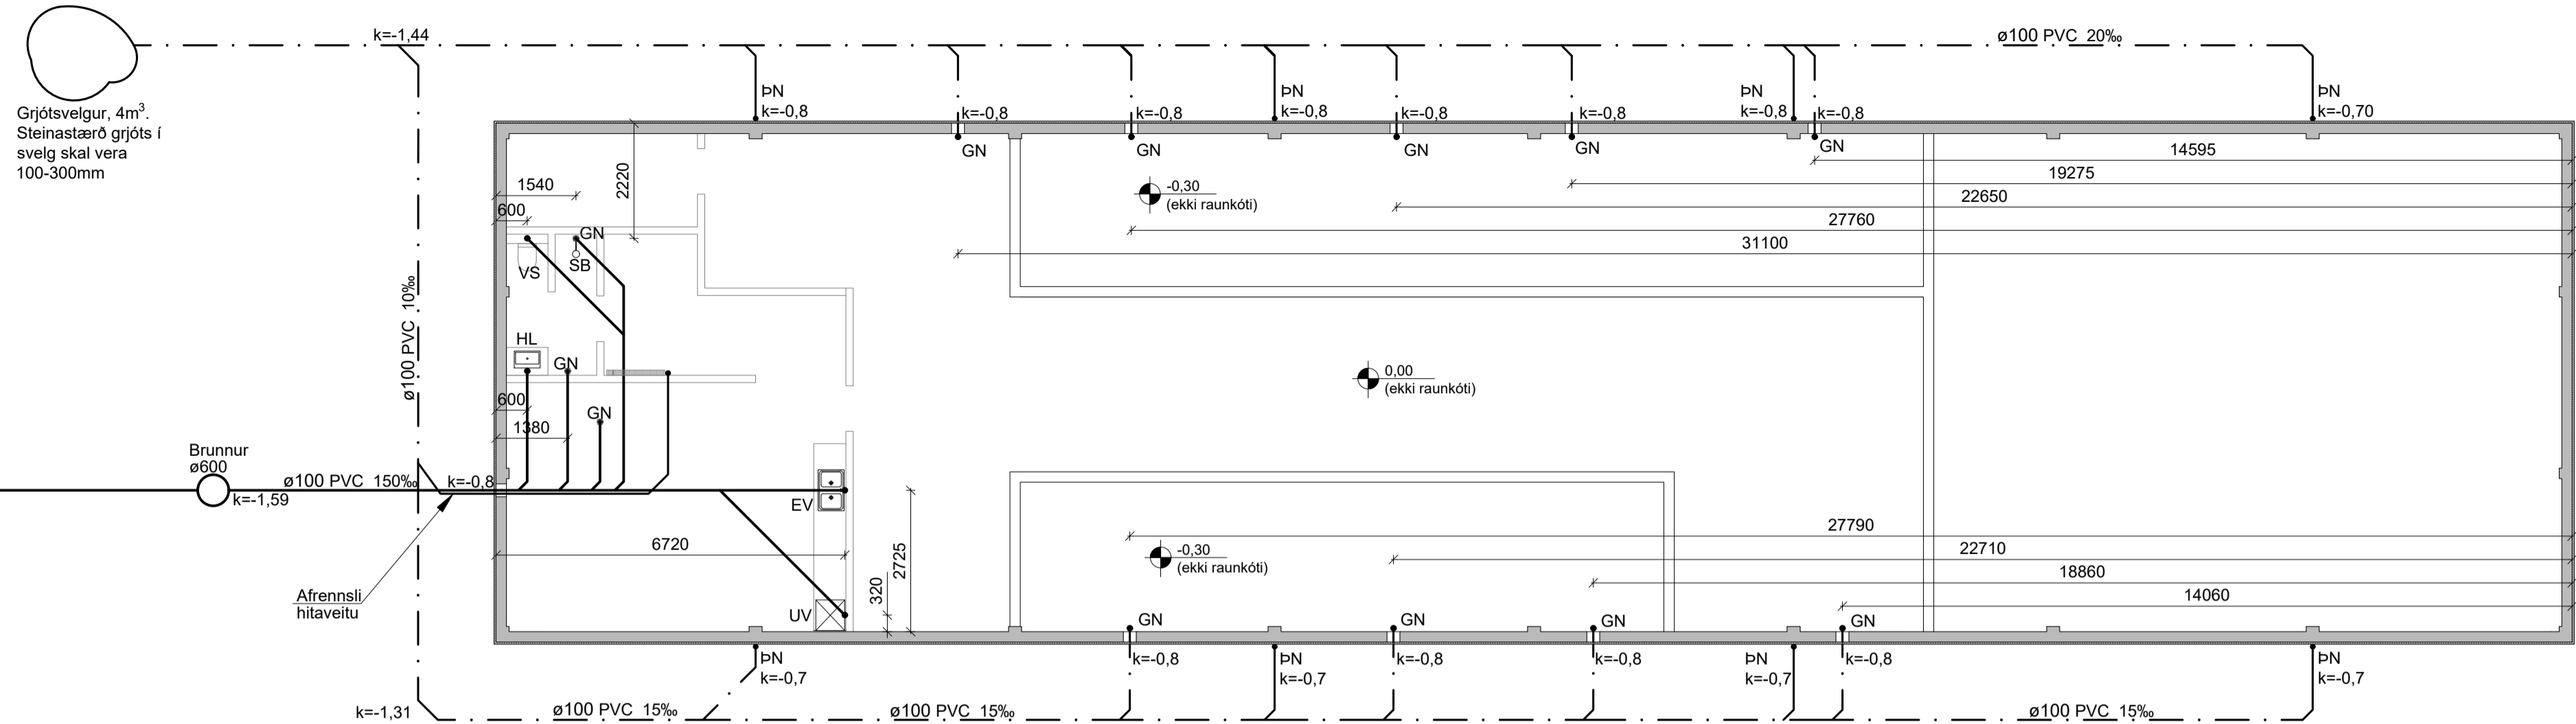 k=-1,44
ø100 PVC 20‰
Grjótsvelgur, 4m³.
Steinastærð grjóts í
svelg skal vera
100-300mm
ÞN
k=-0,8
k=-0,8
k=-0,8
ÞN
k=-0,8
k=-0,8
k=-0,8
ÞN
k=-0,8
k=-0,8
ÞN
k=-0,70
GN
GN
GN
GN
GN
14595
19275
22650
27760
31100
1540
600
2220
-0,30
(ekki raunkóti)
GN
VS
SB
ø100 PVC 10‰
HL
GN
0,00
(ekki raunkóti)
600
GN
1380
Brunnur
ø600
k=-1,59
ø100 PVC 150‰
k=-0,8
EV
6720
2725
320
UV
Afrennsli
hitaveitu
-0,30
(ekki raunkóti)
27790
22710
18860
14060
GN
GN
GN
GN
ÞN
k=-0,7
k=-0,8
ÞN
k=-0,7
k=-0,8
k=-0,8
ÞN
k=-0,7
k=-0,8
ÞN
k=-0,7
k=-1,31
ø100 PVC 15‰
ø100 PVC 15‰
ø100 PVC 15‰